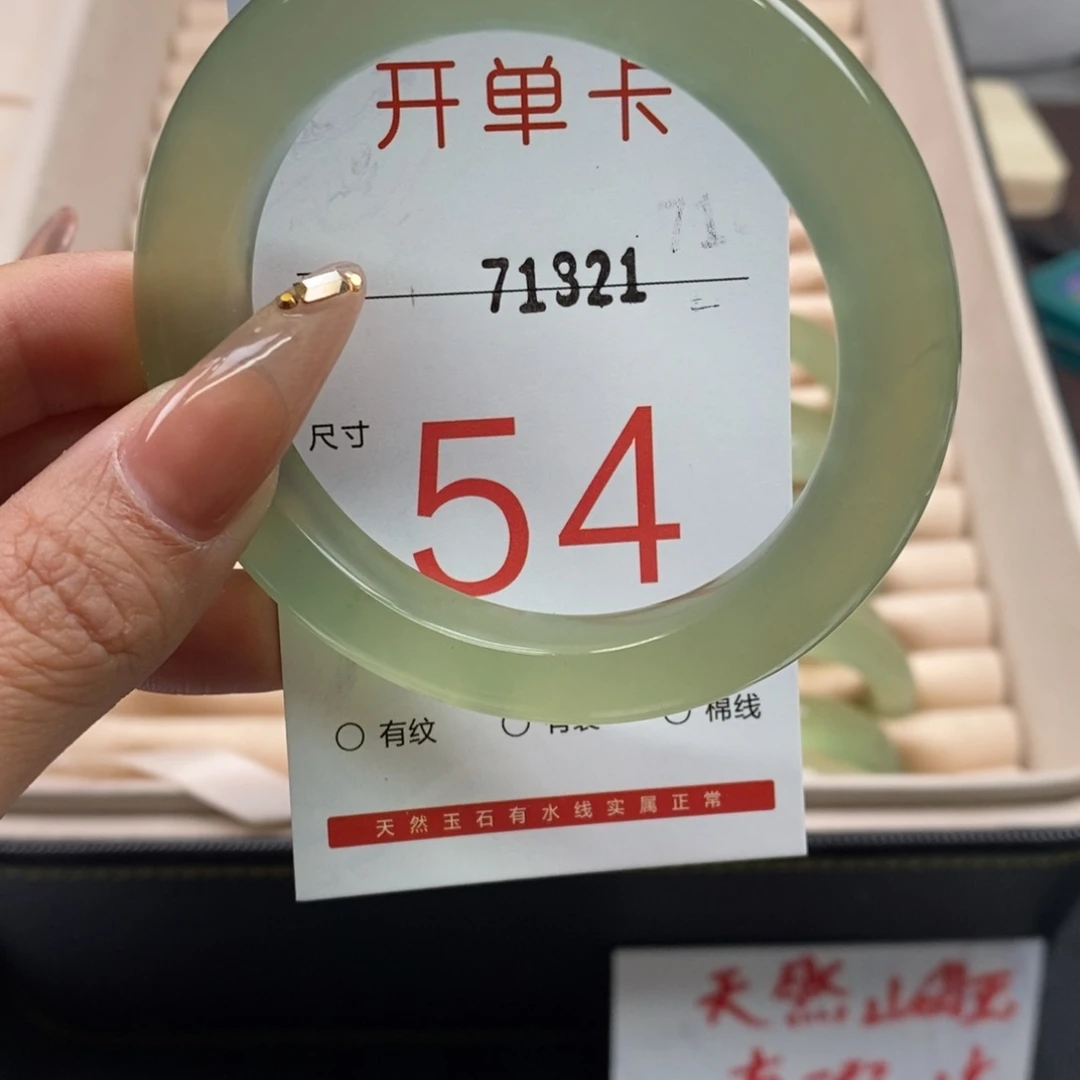 开单卡
71
71321
尺寸
54
有纹
棉线
天然玉石有水线实属正常
天然